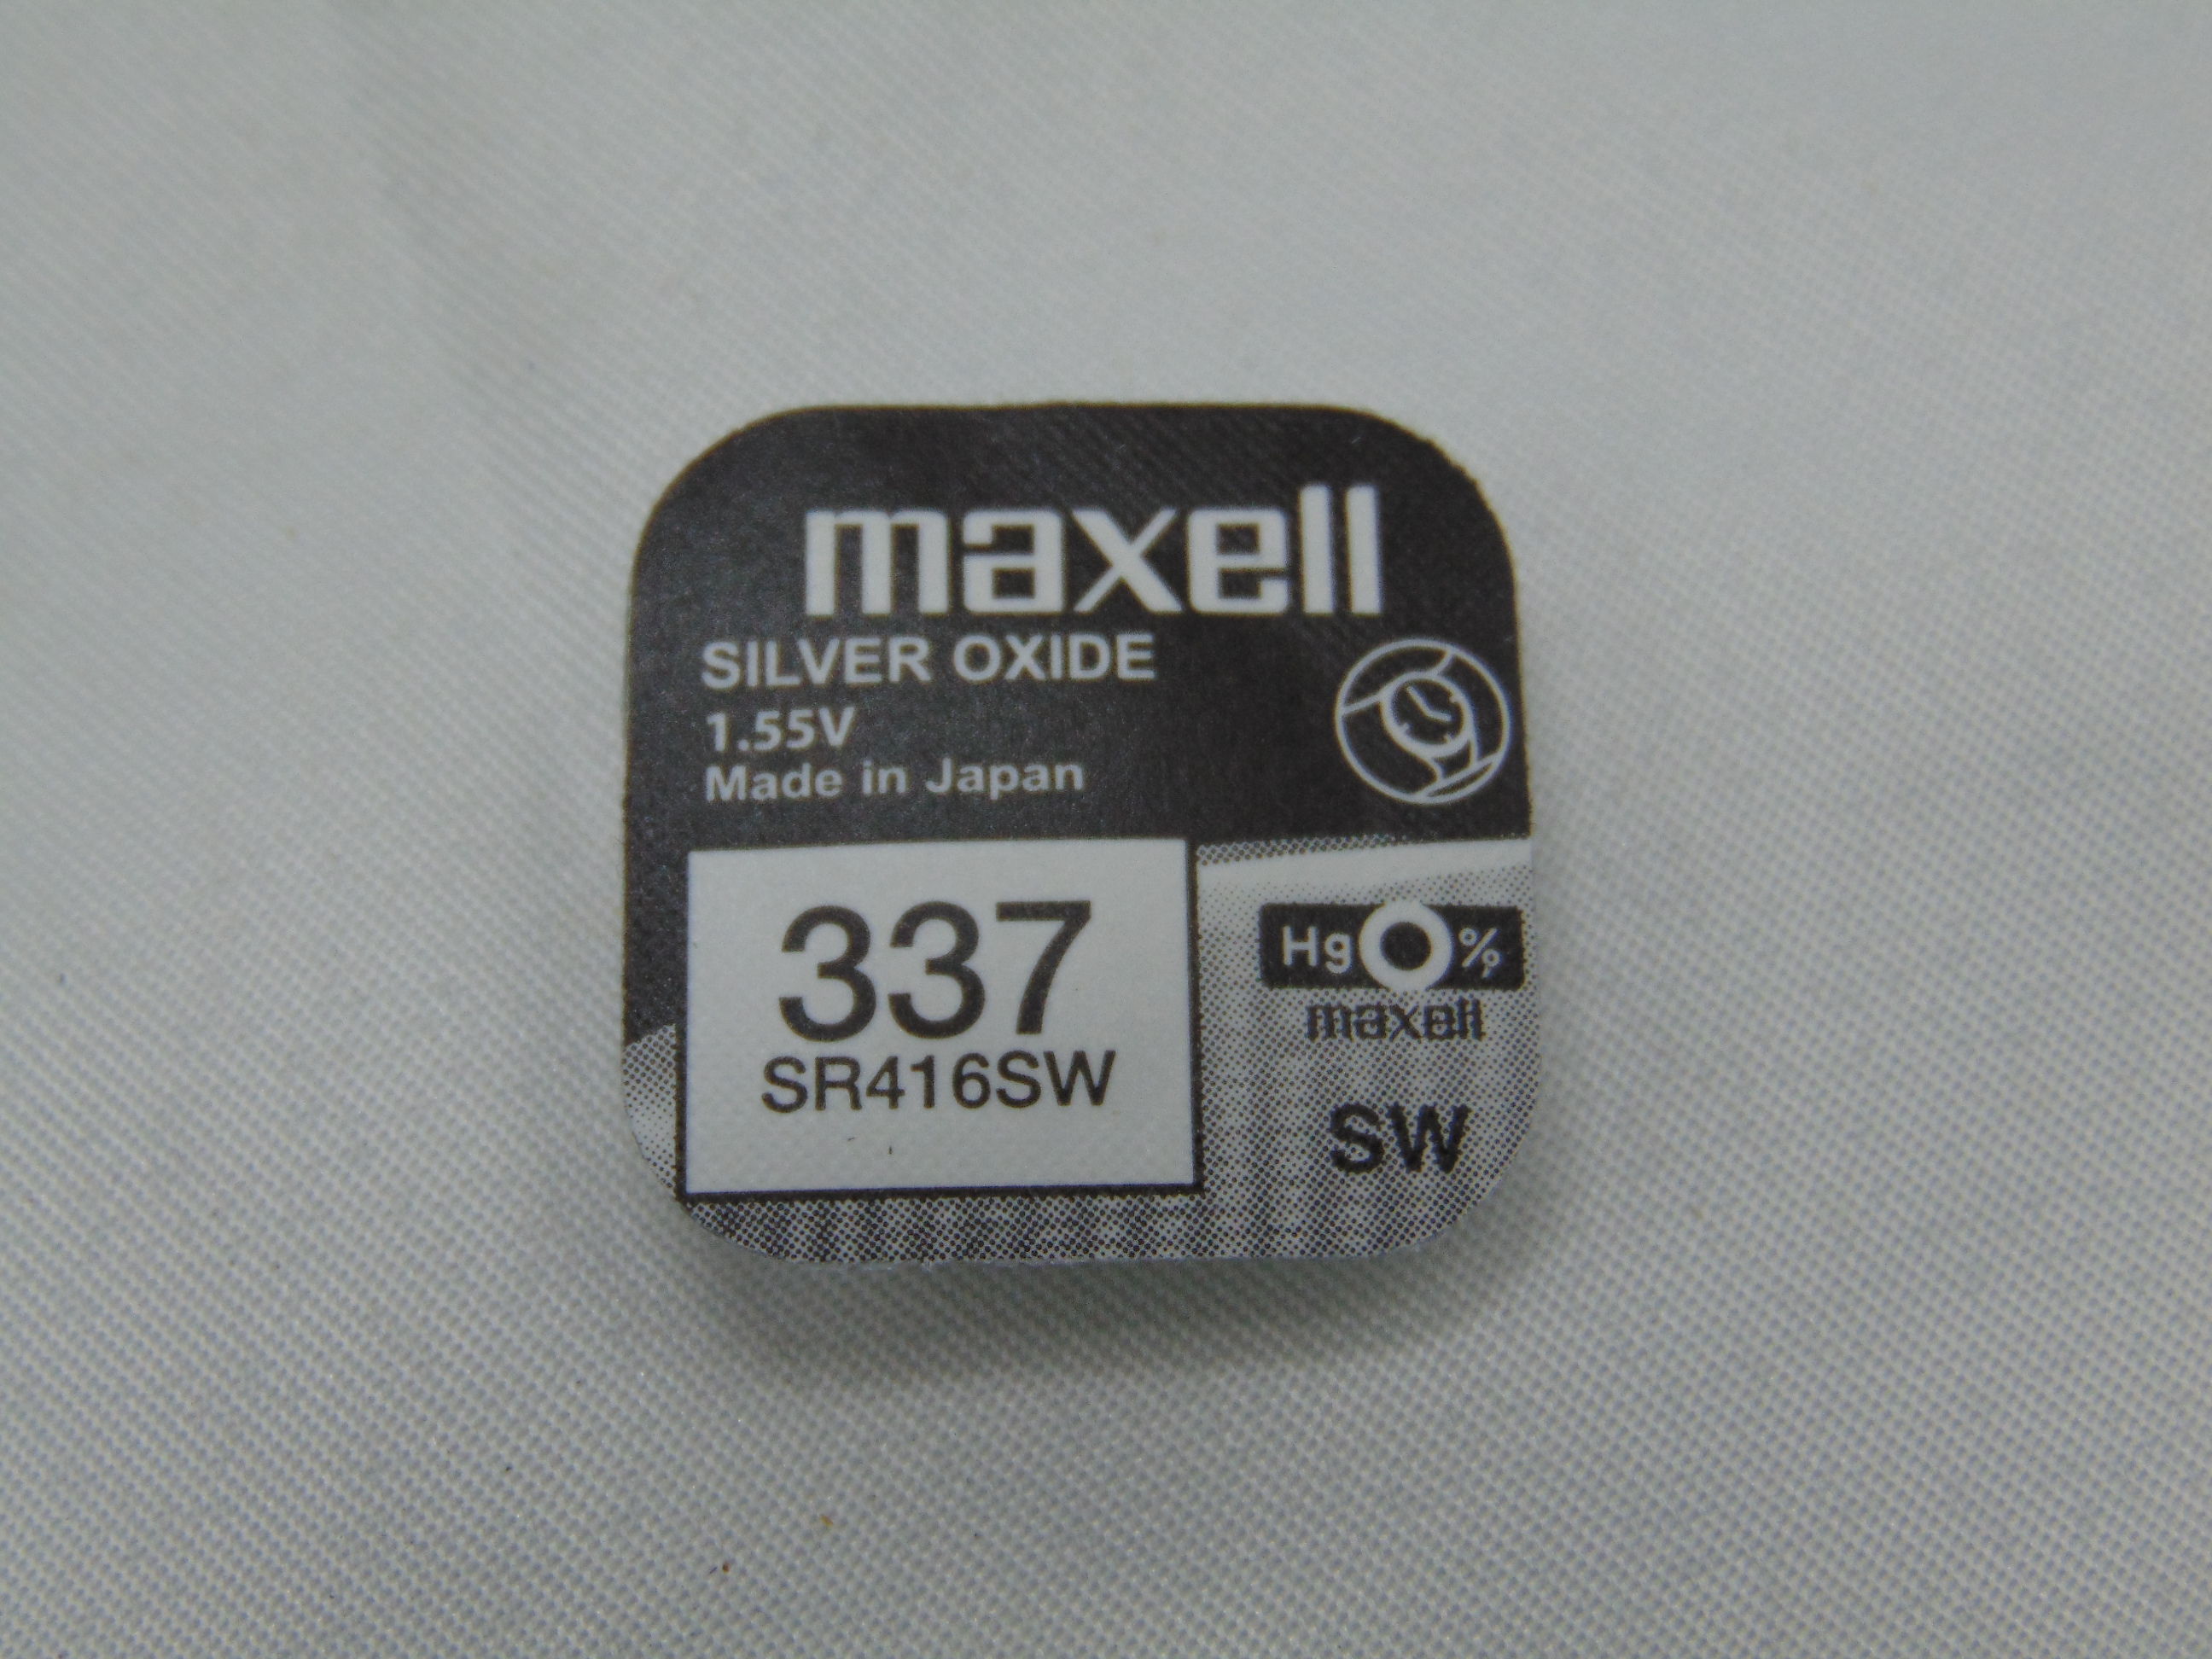 maxell
SILVER OXIDE
1.55V
Made in Japan
337
SR416SW
Hg0%
maxell
SW